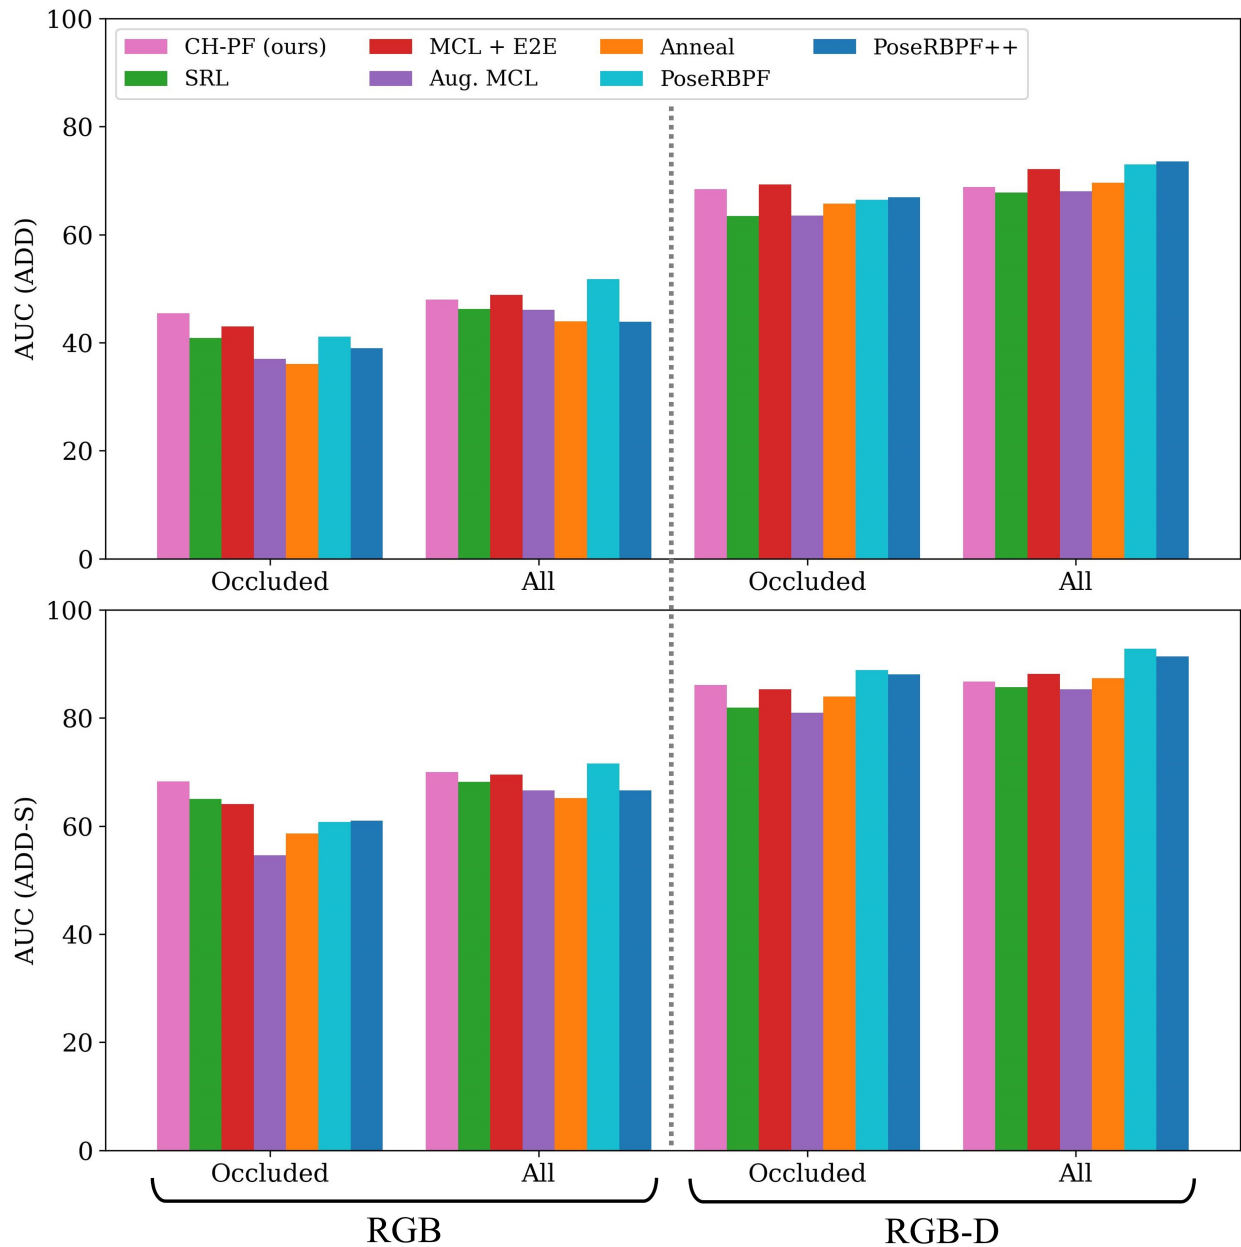 100
80
60
40
20
0
AUC (ADD)
CH-PF (ours)
SRL
MCL + E2E
Aug. MCL
Anneal
PoseRBPF
PoseRBPF++
Occluded
All
Occluded
All
100
80
60
40
20
0
AUC (ADD-S)
Occluded
All
Occluded
All
RGB
RGB-D